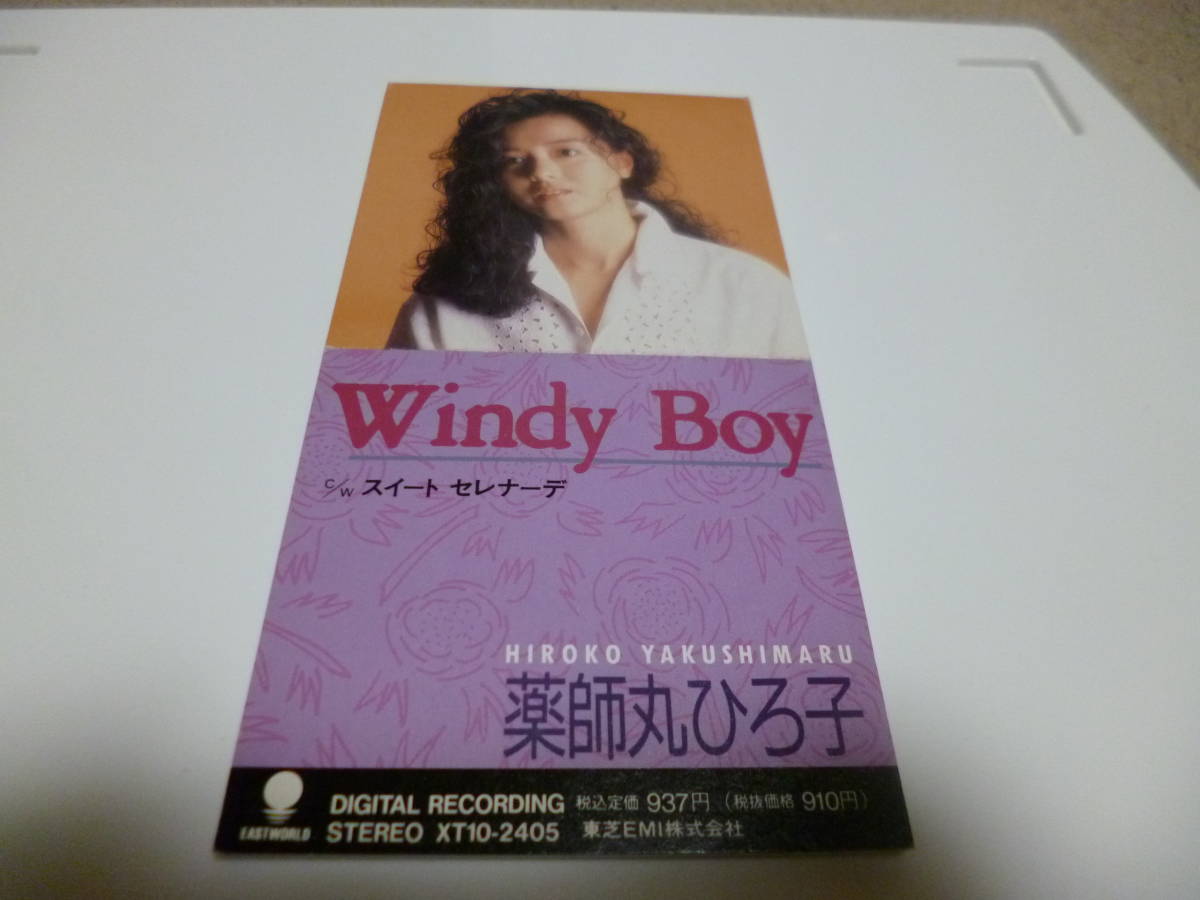 Windy Boy
c/w スイート セレナーデ
HIROKO YAKUSHIMARU
薬師丸ひろ子
EASTWORLD
DIGITAL RECORDING 税込定価 937円 (税抜価格 910円)
STEREO XT10-2405 東芝EMI株式会社